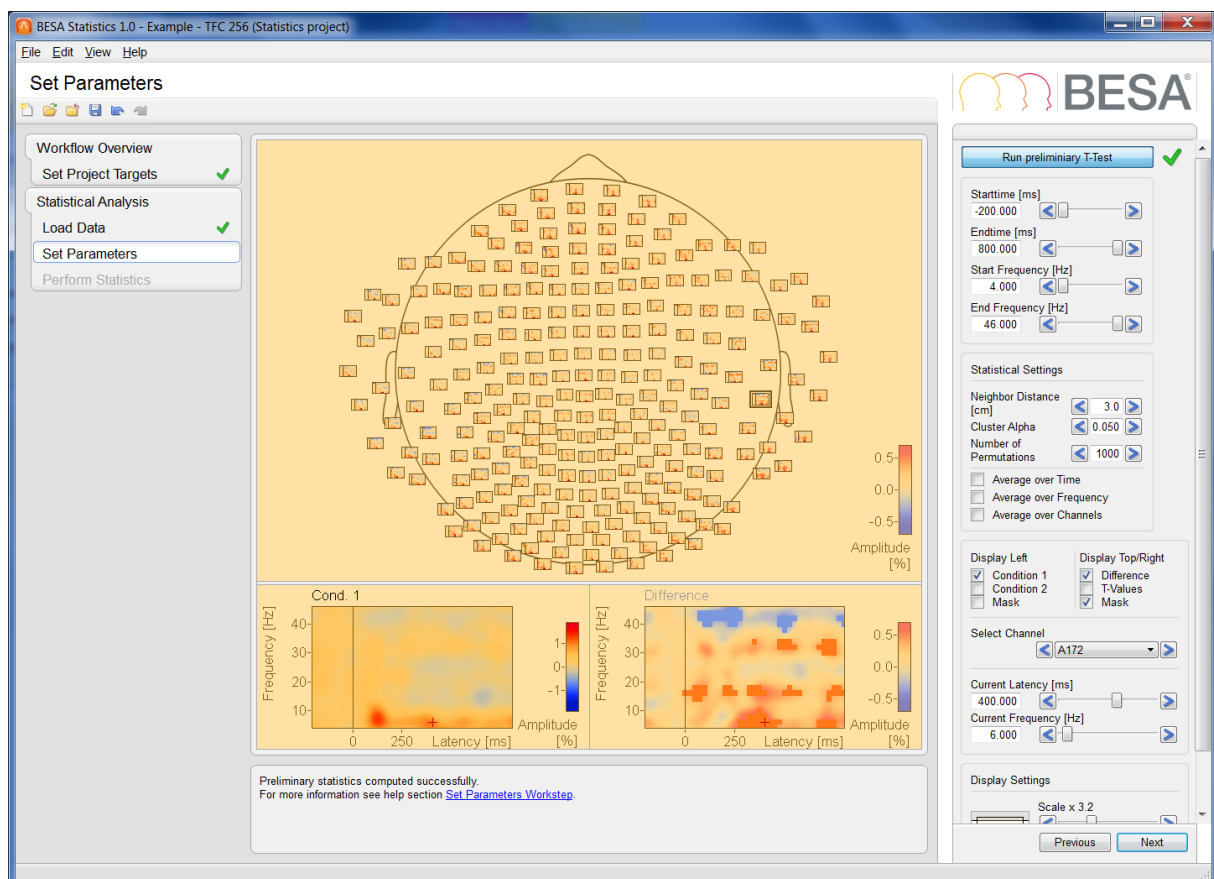 BESA Statistics 1.0 - Example - TFC 256 (Statistics project)
File Edit View Help
Set Parameters
BESA®
Workflow Overview
Set Project Targets
Statistical Analysis
Load Data
Set Parameters
Perform Statistics
0.5-
0.0-
-0.5-
Amplitude
[%]
Cond. 1
Frequency [Hz]
40-
30-
20-
10-
0 250 Latency [ms]
1-
0-
-1-
Amplitude
[%]
Difference
Frequency [Hz]
40-
30-
20-
10-
0 250 Latency [ms]
0.5-
0.0-
-0.5-
Amplitude
[%]
Preliminary statistics computed successfully.
For more information see help section Set Parameters Workstep.
Run preliminiary T-Test
Starttime [ms]
-200.000
Endtime [ms]
800.000
Start Frequency [Hz]
4.000
End Frequency [Hz]
46.000
Statistical Settings
Neighbor Distance
[cm] 3.0
Cluster Alpha 0.050
Number of
Permutations 1000
Average over Time
Average over Frequency
Average over Channels
Display Left
Condition 1
Condition 2
Mask
Display Top/Right
Difference
T-Values
Mask
Select Channel
A172
Current Latency [ms]
400.000
Current Frequency [Hz]
6.000
Display Settings
Scale x 3.2
Previous Next